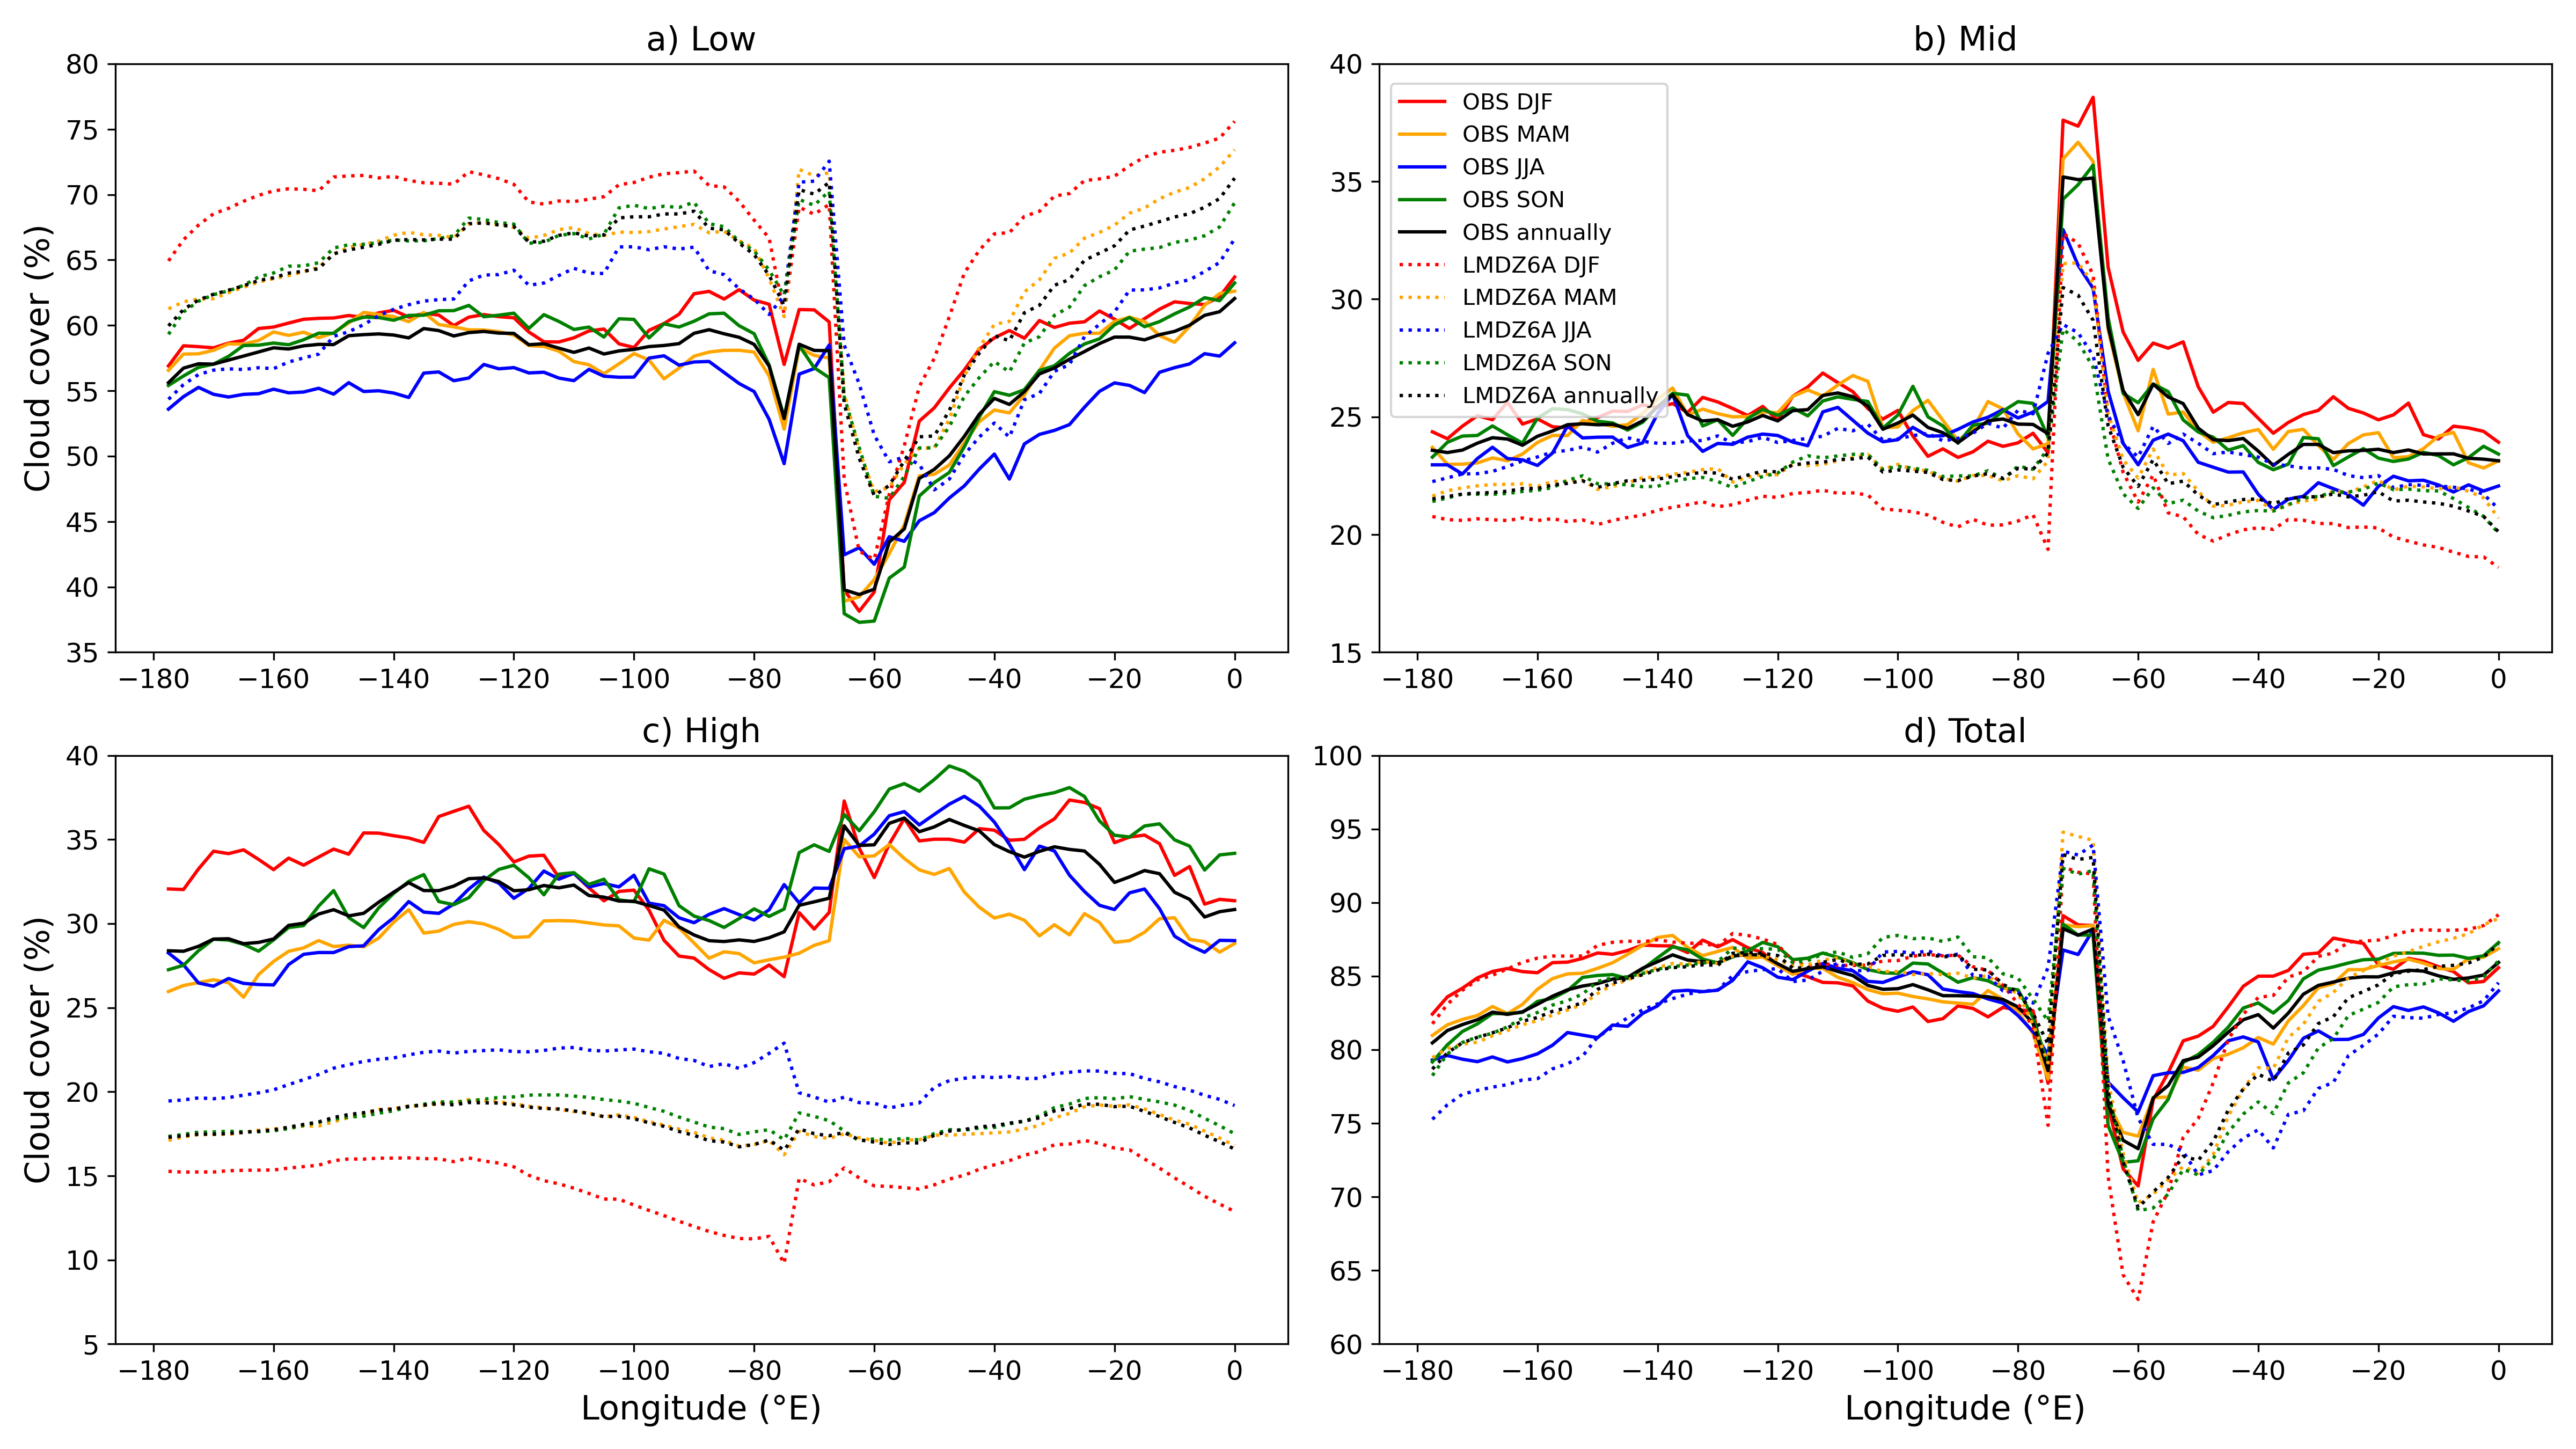 a) Low
Cloud cover (%)
80
75
70
65
60
55
50
45
40
35
−180 −160 −140 −120 −100 −80 −60 −40 −20 0
b) Mid
40
35
30
25
20
15
OBS DJF
OBS MAM
OBS JJA
OBS SON
OBS annually
LMDZ6A DJF
LMDZ6A MAM
LMDZ6A JJA
LMDZ6A SON
LMDZ6A annually
−180 −160 −140 −120 −100 −80 −60 −40 −20 0
c) High
Cloud cover (%)
40
35
30
25
20
15
10
5
−180 −160 −140 −120 −100 −80 −60 −40 −20 0
Longitude (°E)
d) Total
100
95
90
85
80
75
70
65
60
−180 −160 −140 −120 −100 −80 −60 −40 −20 0
Longitude (°E)